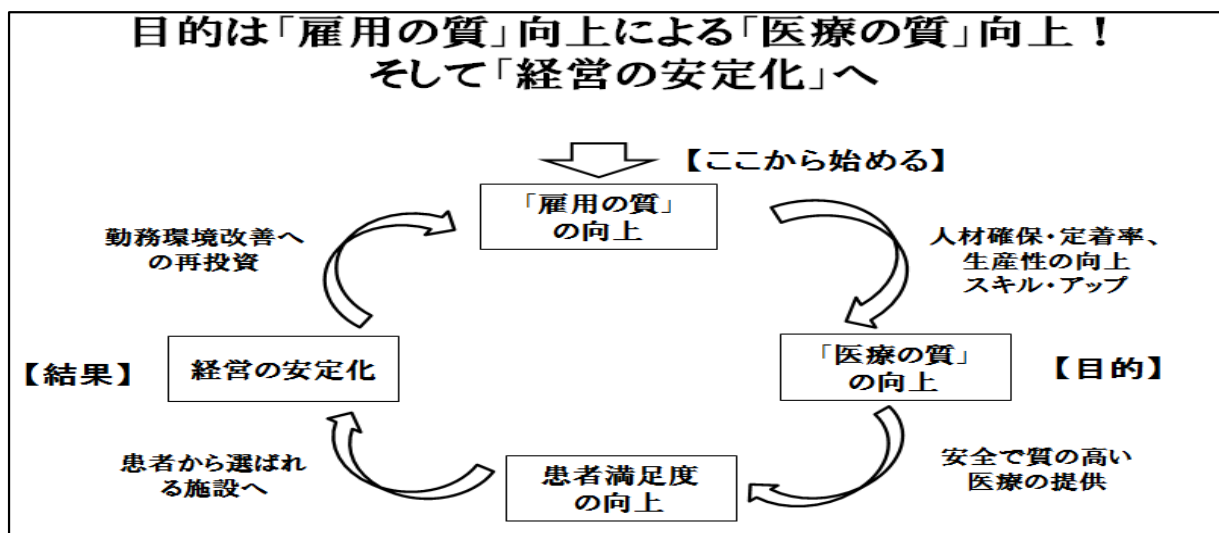 目的は「雇用の質」向上による「医療の質」向上！
そして「経営の安定化」へ
【ここから始める】
「雇用の質」
の向上
人材確保・定着率、
生産性の向上
スキル・アップ
「医療の質」
の向上
【目的】
安全で質の高い
医療の提供
患者満足度
の向上
患者から選ばれ
る施設へ
経営の安定化
【結果】
勤務環境改善へ
の再投資